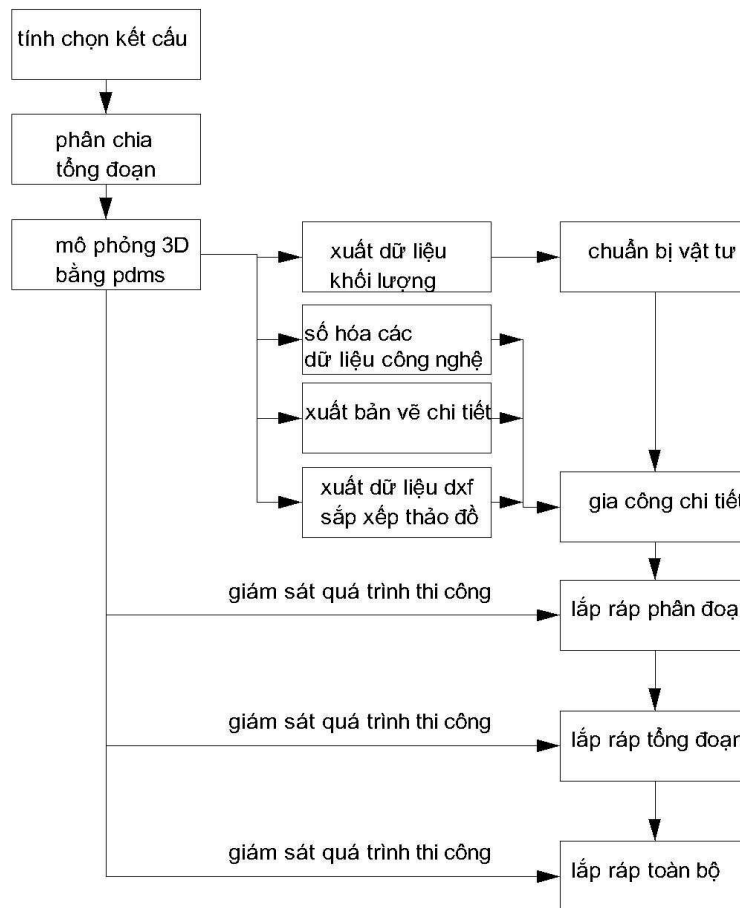 tính chọn kết cấu
phân chia
tổng đoạn
mô phỏng 3D
bằng pdms
xuất dữ liệu
khối lượng
chuẩn bị vật tư
số hóa các
dữ liệu công nghệ
xuất bản vẽ chi tiết
xuất dữ liệu dxf
sắp xếp thảo đồ
gia công chi tiết
giám sát quá trình thi công
lắp ráp phân đoạ
giám sát quá trình thi công
lắp ráp tổng đoạn
giám sát quá trình thi công
lắp ráp toàn bộ